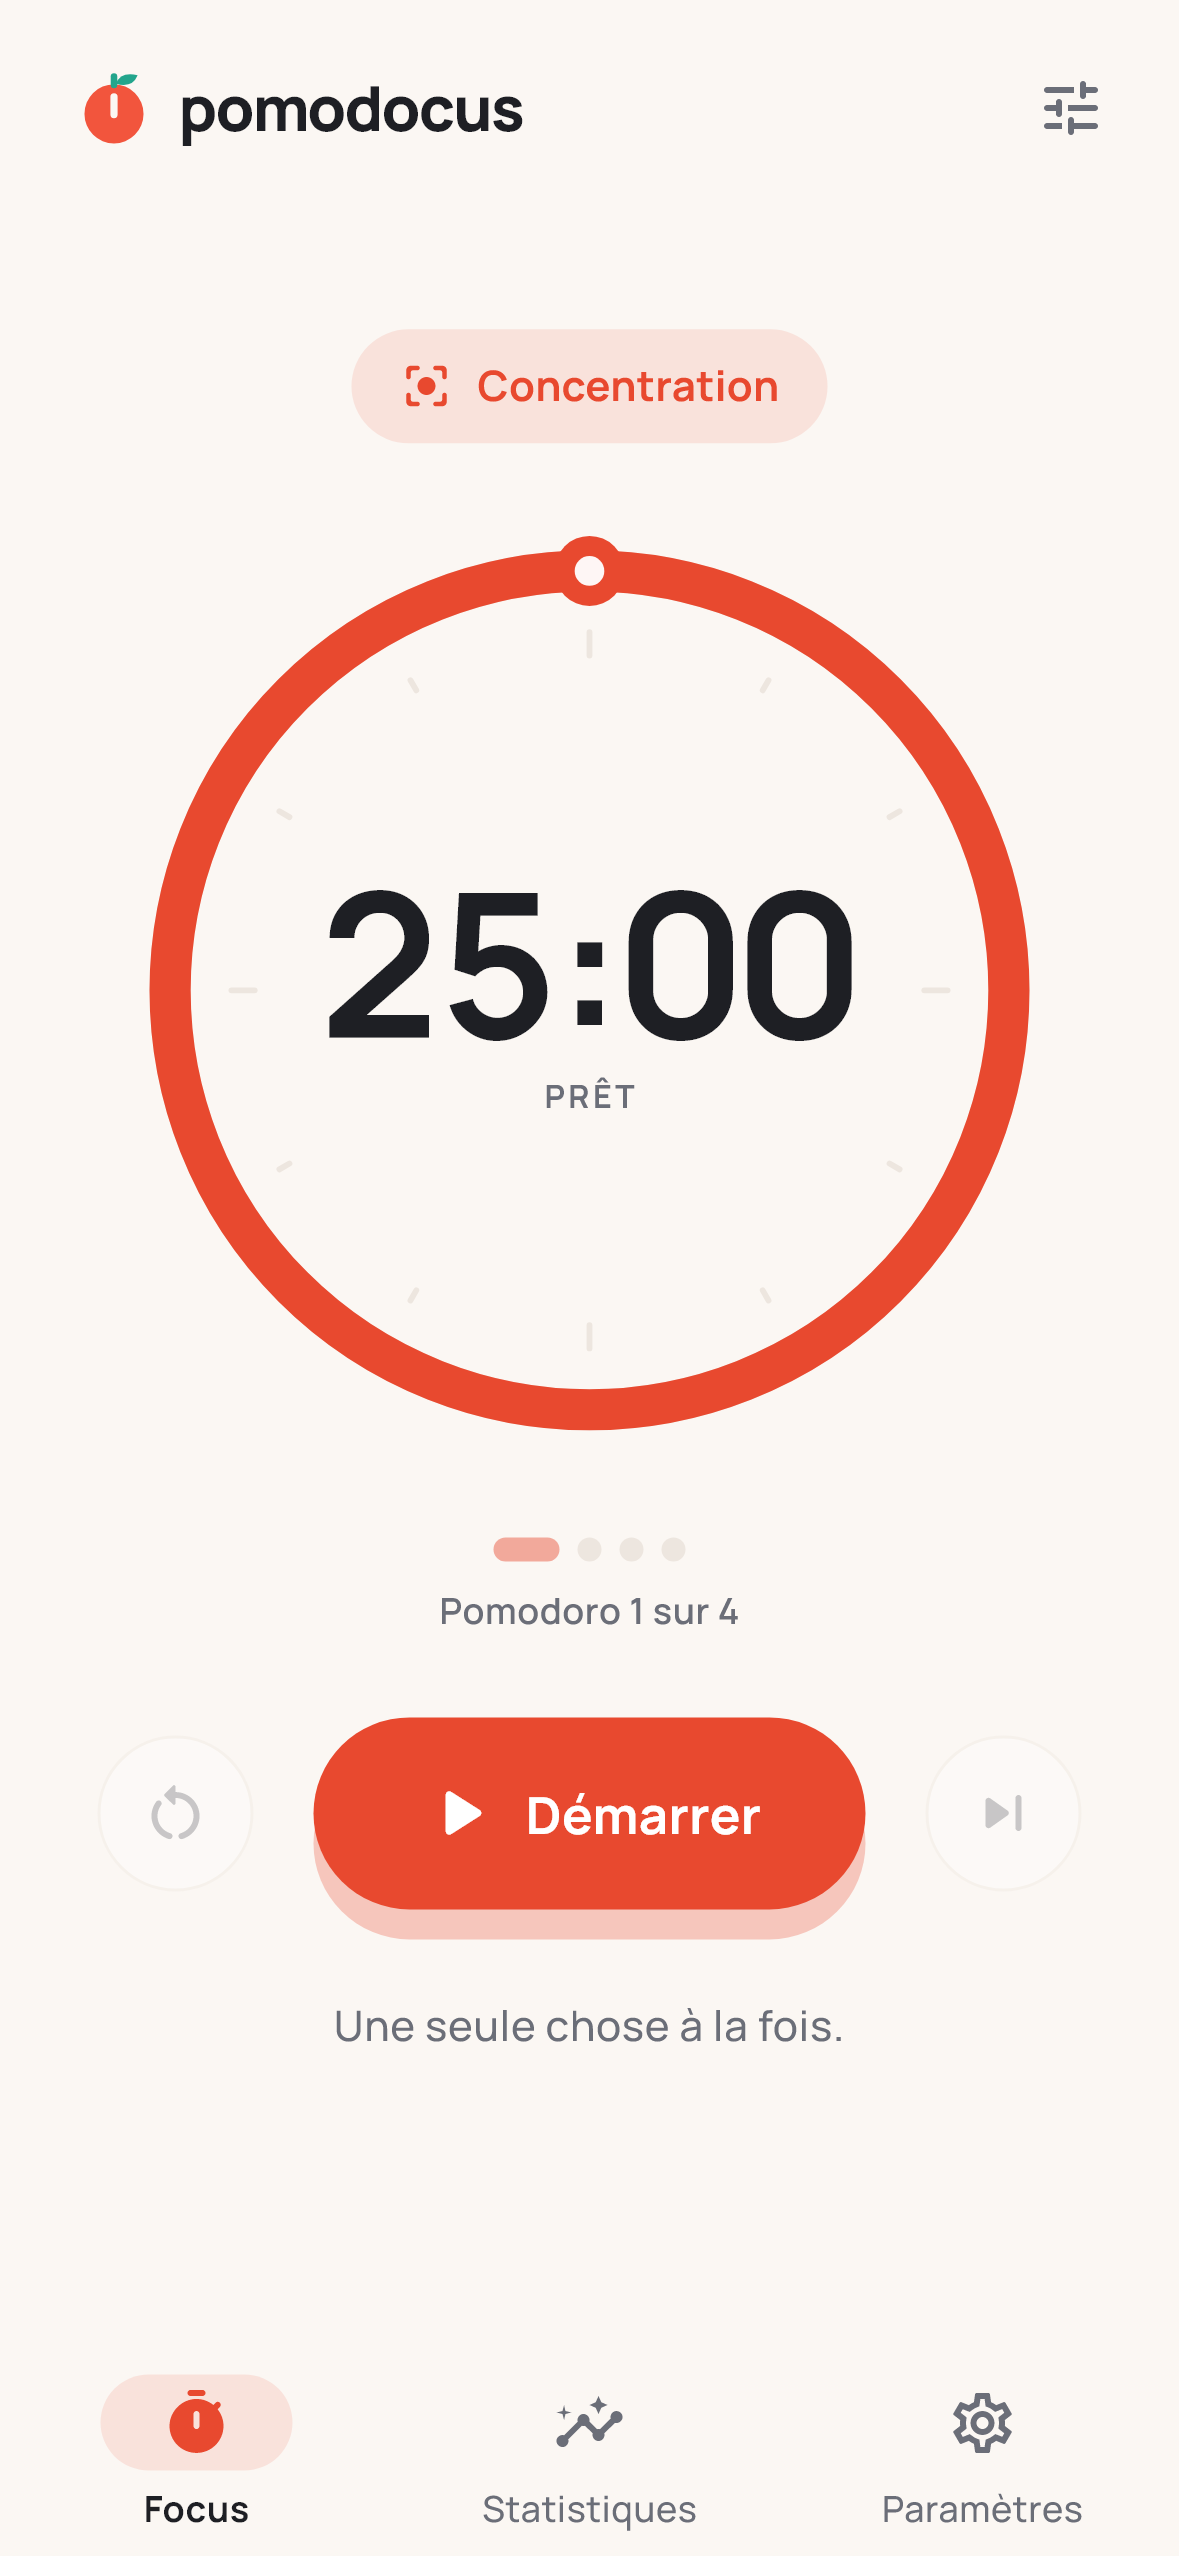 pomodocus
Concentration
25:00
PRÊT
Pomodoro 1 sur 4
Démarrer
Une seule chose à la fois.
Focus
Statistiques
Paramètres